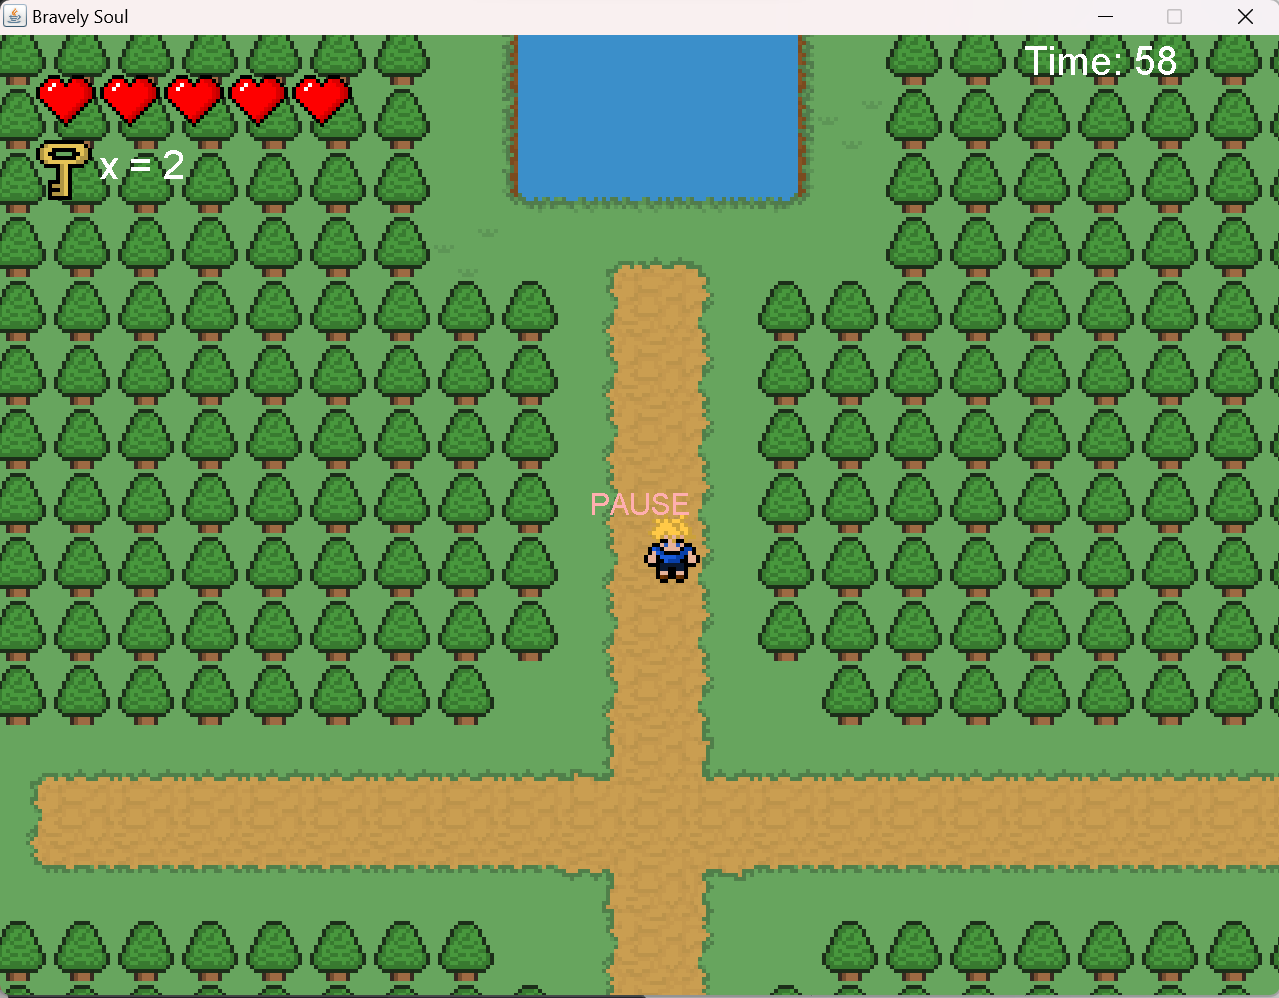 Bravely Soul
Time: 58
x = 2
PAUSE